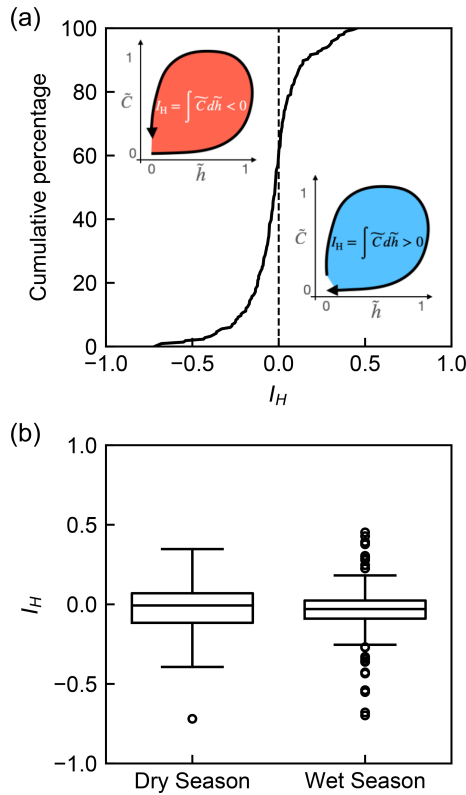 (a)
100
80
60
40
20
0
Cumulative percentage
1
C̃
0
0
h̃
1
I_H = ∫ C̃ dh̃ < 0
1
C̃
0
0
h̃
1
I_H = ∫ C̃ dh̃ > 0
−1.0 −0.5 0.0 0.5 1.0
I_H
(b)
1.0
0.5
0.0
−0.5
−1.0
I_H
Dry Season Wet Season